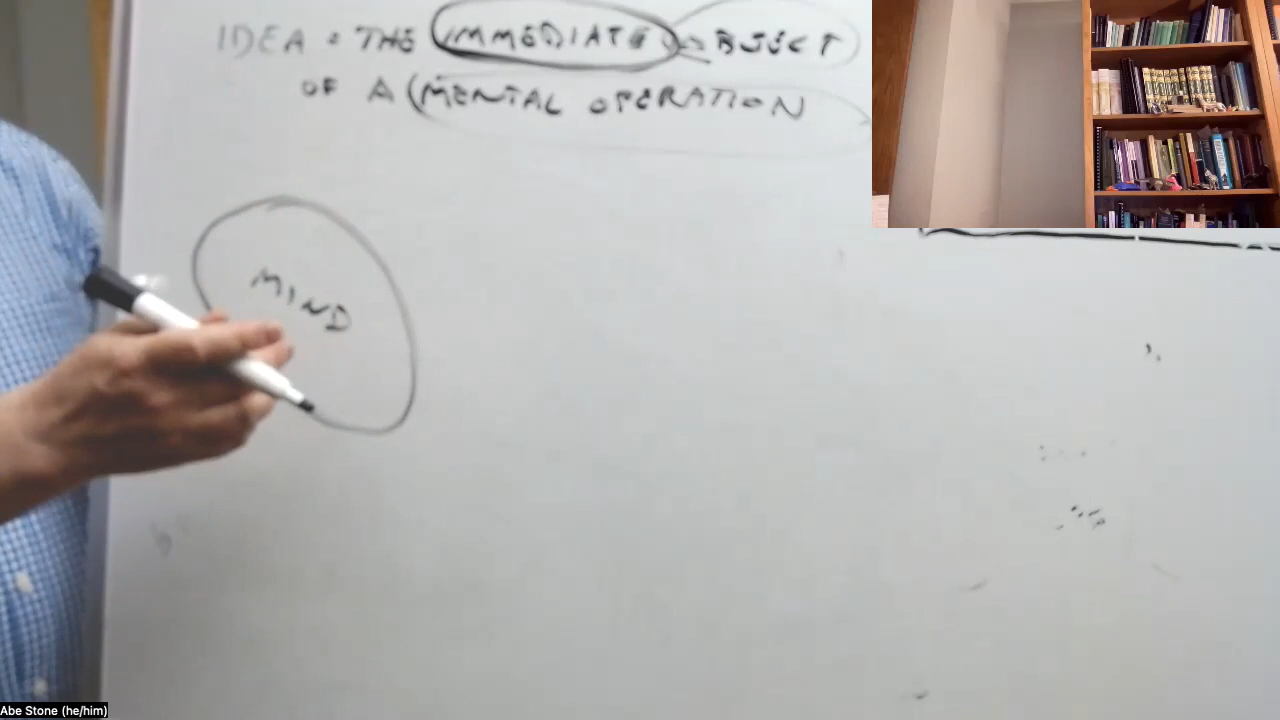 IDEA = THE IMMEDIATE OBJECT
OF A (MENTAL OPERATION
MIND
Abe Stone (he/him)